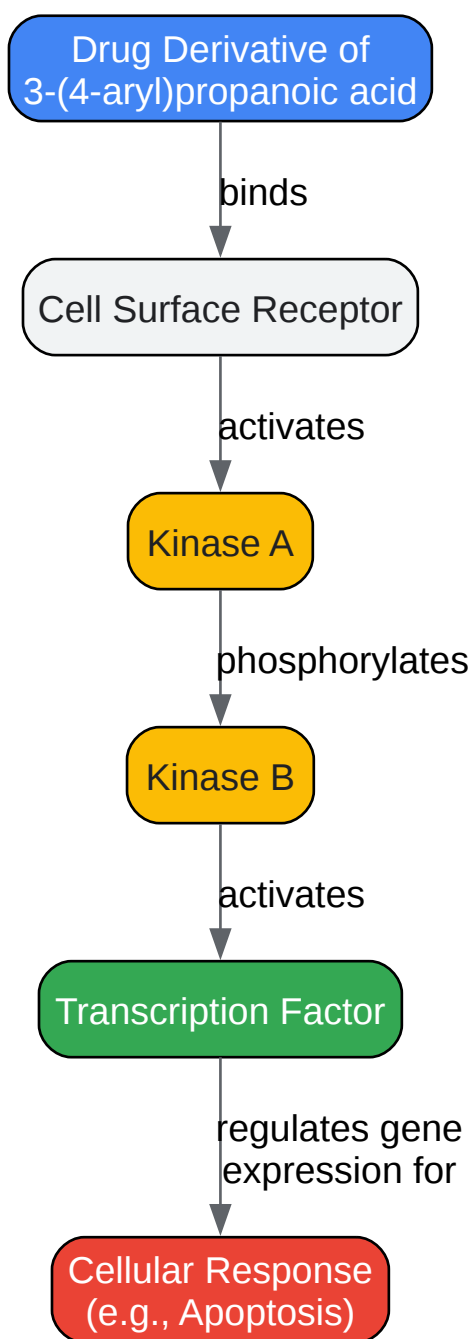 Drug Derivative of
3-(4-aryl)propanoic acid
binds
Cell Surface Receptor
activates
Kinase A
phosphorylates
Kinase B
activates
Transcription Factor
regulates gene
expression for
Cellular Response
(e.g., Apoptosis)